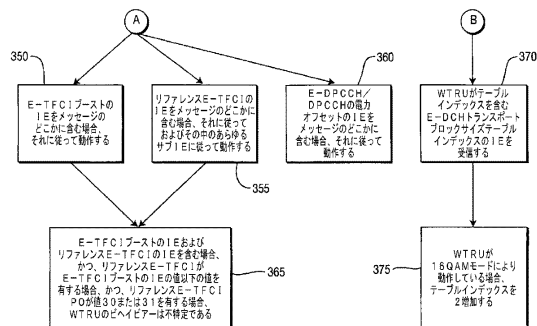 A
B
350
E-TFCIブーストの
IEをメッセージの
どこかに含む場合、
それに従って動作する
リファレンスE-TFCIの
IEをメッセージのどこかに
含む場合、それに従って
およびその中のあらゆる
サブIEに従って動作する
355
360
E-DPCCH/
DPCCHの電力
オフセットのIEを
メッセージのどこかに
含む場合、それに従って
動作する
370
WTRUがテーブル
インデックスを含む
E-DCHトランスポート
ブロックサイズテーブル
インデックスのIEを
受信する
E-TFCIブーストのIEおよび
リファレンスE-TFCIのIEを含む場合、
かつ、リファレンスE-TFCIが
E-TFCIブーストのIEの値以下の値を
有する場合、かつ、リファレンスE-TFCI
POが値30または31を有する場合、
WTRUのビヘイビアーは不特定である
365
375
WTRUが
16QAMモードにより
動作している場合、
テーブルインデックスを
2増加する